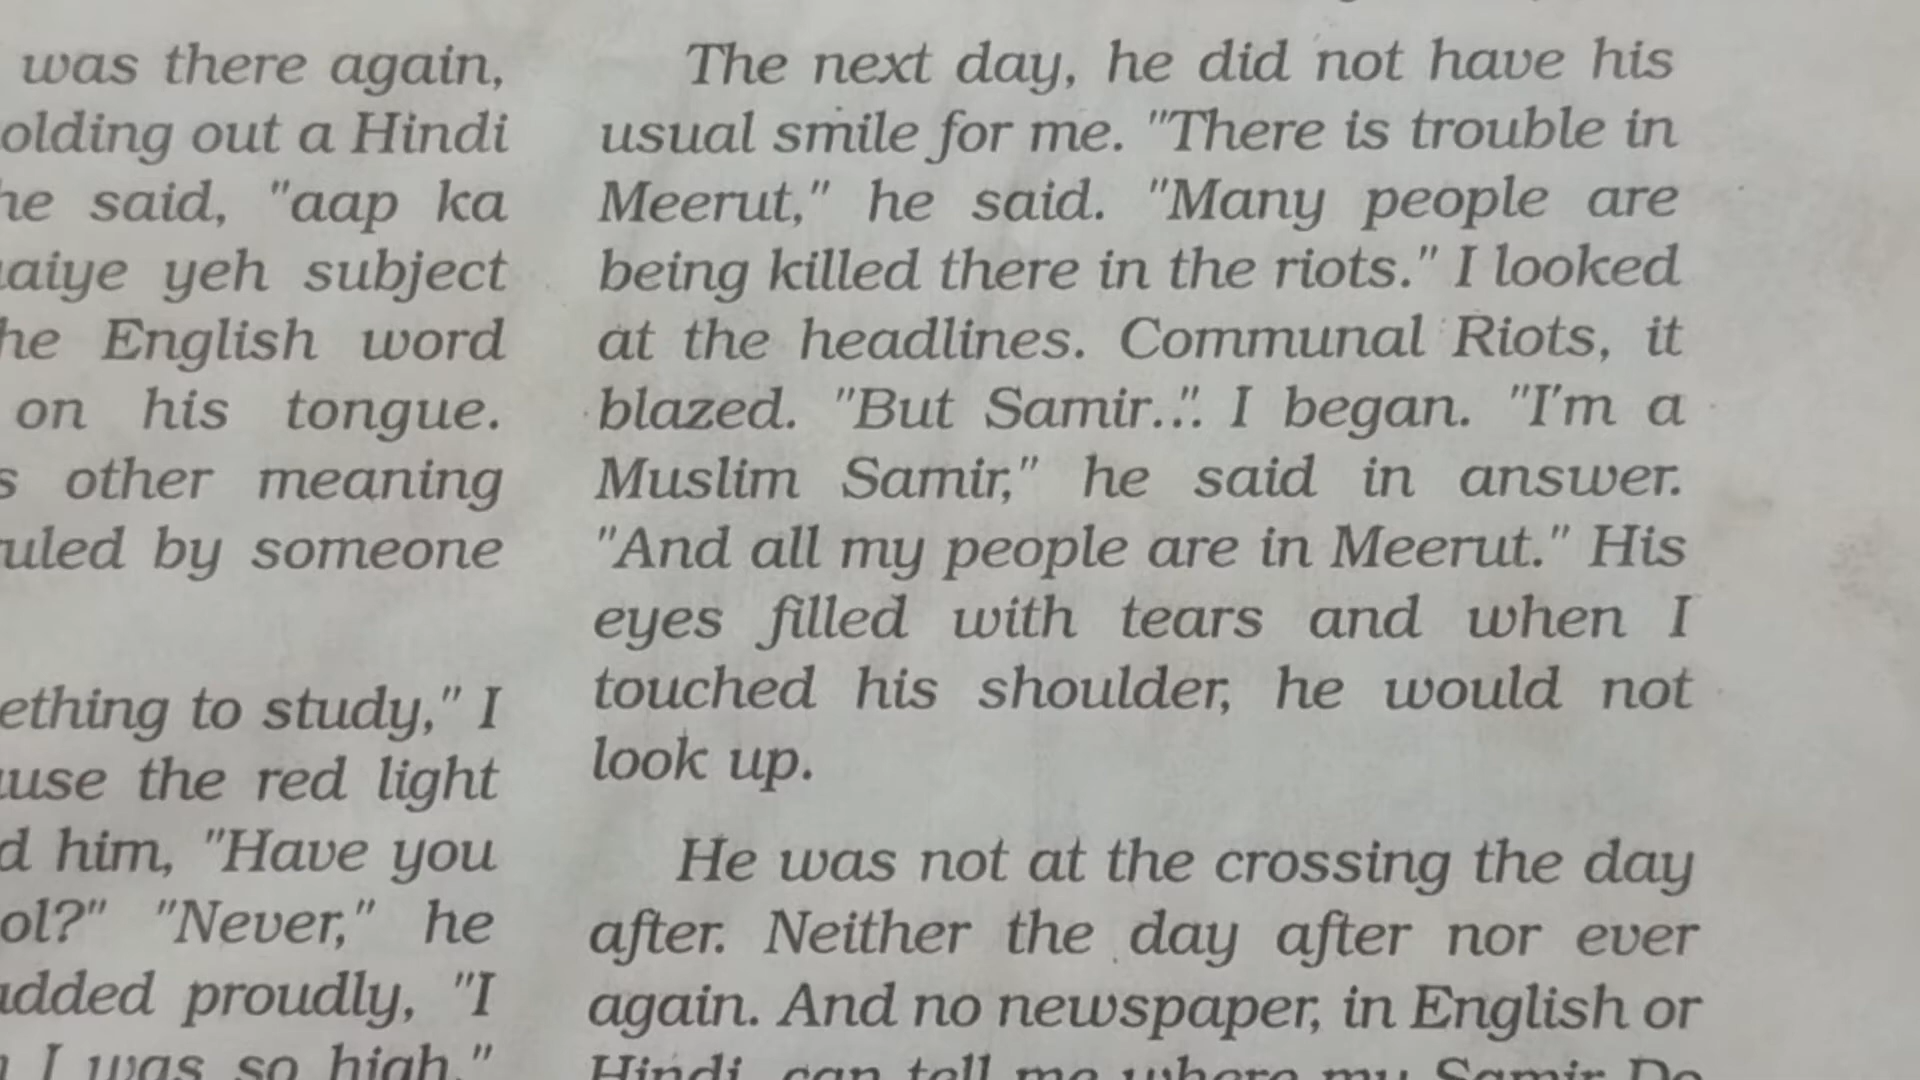 was there again,
olding out a Hindi
he said, "aap ka
aiye yeh subject
he English word
on his tongue.
s other meaning
uled by someone
ething to study," I
use the red light
d him, "Have you
ol?" "Never," he
dded proudly, "I
I was so high."
The next day, he did not have his
usual smile for me. "There is trouble in
Meerut," he said. "Many people are
being killed there in the riots." I looked
at the headlines. Communal Riots, it
blazed. "But Samir...". I began. "I'm a
Muslim Samir," he said in answer.
"And all my people are in Meerut." His
eyes filled with tears and when I
touched his shoulder, he would not
look up.
He was not at the crossing the day
after. Neither the day after nor ever
again. And no newspaper, in English or
Hindi, can tell me where my Samir Do